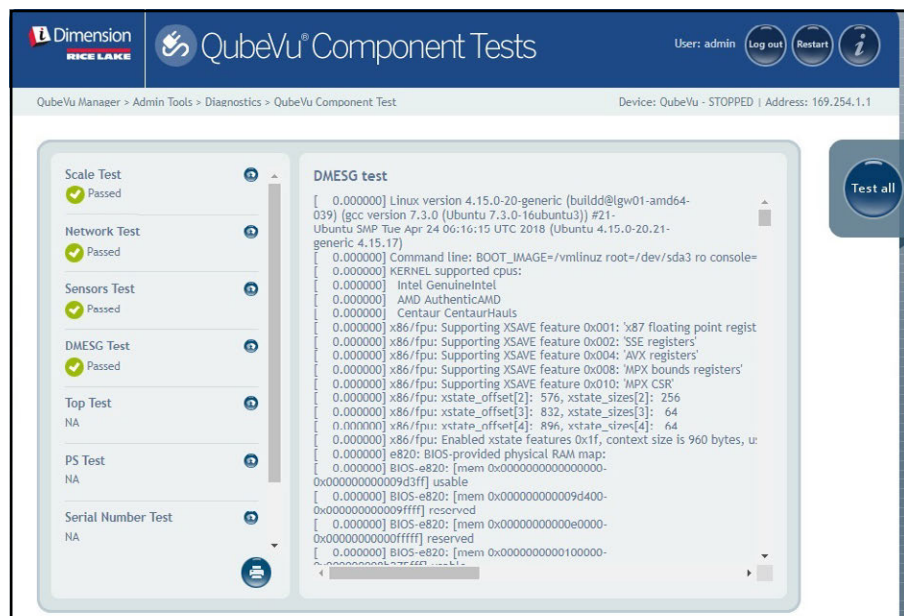 i Dimension
RICE LAKE
QubeVu® Component Tests
User: admin
Log out
Restart
i
QubeVu Manager > Admin Tools > Diagnostics > QubeVu Component Test
Device: QubeVu - STOPPED | Address: 169.254.1.1
Scale Test
Passed
Network Test
Passed
Sensors Test
Passed
DMESG Test
Passed
Top Test
NA
PS Test
NA
Serial Number Test
NA
DMESG test
[ 0.000000] Linux version 4.15.0-20-generic (buildd@lgw01-amd64-
039) (gcc version 7.3.0 (Ubuntu 7.3.0-16ubuntu3)) #21-
Ubuntu SMP Tue Apr 24 06:16:15 UTC 2018 (Ubuntu 4.15.0-20.21-
generic 4.15.17)
[ 0.000000] Command line: BOOT_IMAGE=/vmlinuz root=/dev/sda3 ro console=
[ 0.000000] KERNEL supported cpus:
[ 0.000000] Intel GenuineIntel
[ 0.000000] AMD AuthenticAMD
[ 0.000000] Centaur CentaurHauls
[ 0.000000] x86/fpu: Supporting XSAVE feature 0x001: 'x87 floating point regist
[ 0.000000] x86/fpu: Supporting XSAVE feature 0x002: 'SSE registers'
[ 0.000000] x86/fpu: Supporting XSAVE feature 0x004: 'AVX registers'
[ 0.000000] x86/fpu: Supporting XSAVE feature 0x008: 'MPX bounds registers'
[ 0.000000] x86/fpu: Supporting XSAVE feature 0x010: 'MPX CSR'
[ 0.000000] x86/fpu: xstate_offset[2]: 576, xstate_sizes[2]: 256
[ 0.000000] x86/fpu: xstate_offset[3]: 832, xstate_sizes[3]: 64
[ 0.000000] x86/fpu: xstate_offset[4]: 896, xstate_sizes[4]: 64
[ 0.000000] x86/fpu: Enabled xstate features 0x1f, context size is 960 bytes, u
[ 0.000000] e820: BIOS-provided physical RAM map:
[ 0.000000] BIOS-e820: [mem 0x0000000000000000-
0x000000000009d3ff] usable
[ 0.000000] BIOS-e820: [mem 0x000000000009d400-
0x000000000009ffff] reserved
[ 0.000000] BIOS-e820: [mem 0x00000000000e0000-
0x00000000000fffff] reserved
[ 0.000000] BIOS-e820: [mem 0x0000000000100000-
Test all